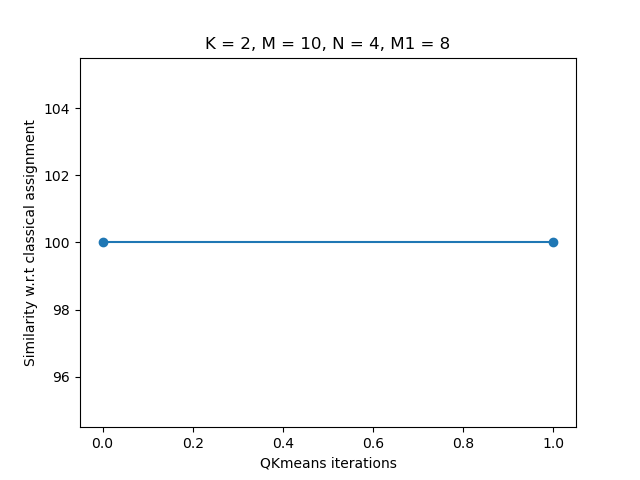 K = 2, M = 10, N = 4, M1 = 8
Similarity w.r.t classical assignment
104
102
100
98
96
0.0 0.2 0.4 0.6 0.8 1.0
QKmeans iterations